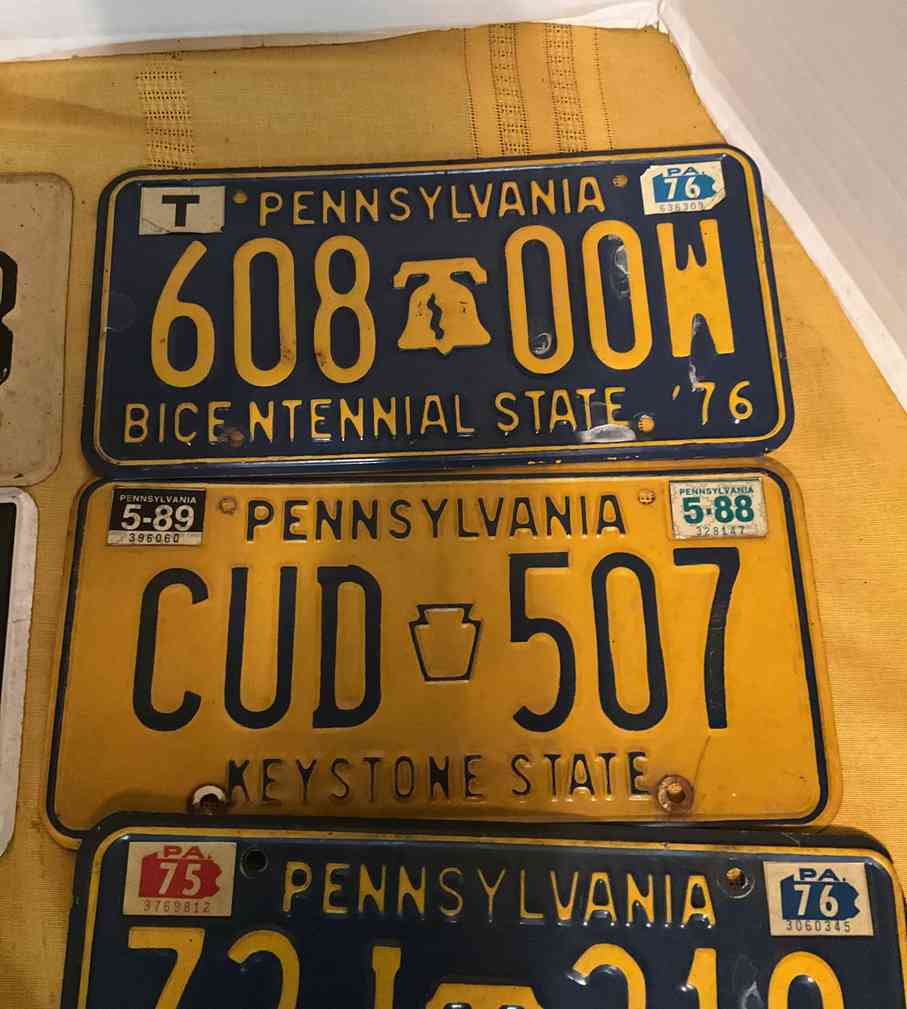 T PENNSYLVANIA PA. 76
636309
608 00W
BICENTENNIAL STATE '76
PENNSYLVANIA
5-89
396060
PENNSYLVANIA
PENNSYLVANIA
5-88
328147
CUD 507
KEYSTONE STATE
PA.
75
3769812
PENNSYLVANIA
PA.
76
3060345